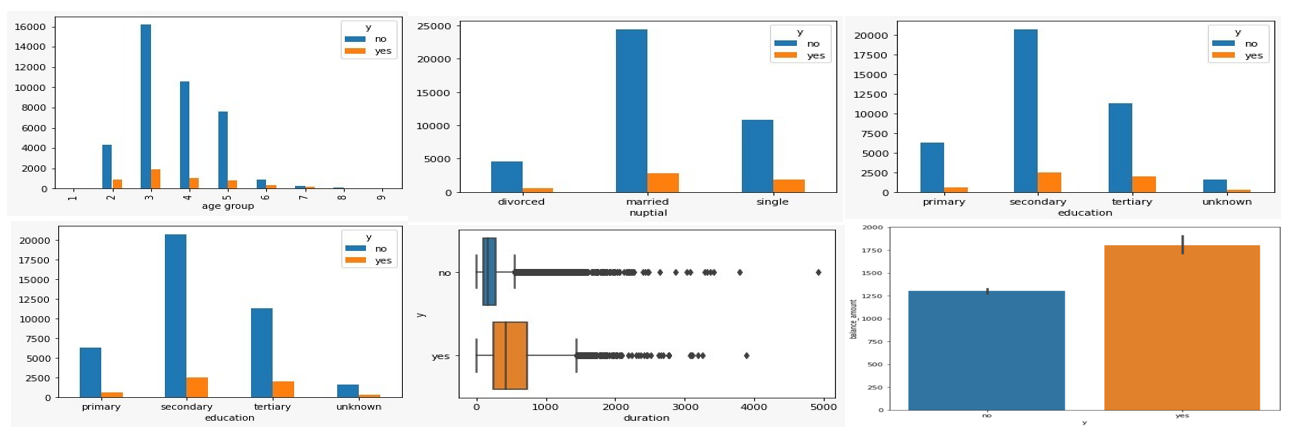 16000
14000
12000
10000
8000
6000
4000
2000
0
y
no
yes
1 2 3 4 5 6 7 8 9
age group
25000
20000
15000
10000
5000
0
y
no
yes
divorced married single
nuptial
20000
17500
15000
12500
10000
7500
5000
2500
0
y
no
yes
primary secondary tertiary unknown
education
20000
17500
15000
12500
10000
7500
5000
2500
0
y
no
yes
primary secondary tertiary unknown
education
y
no
yes
0 1000 2000 3000 4000 5000
duration
balance_amount
2000
1750
1500
1250
1000
750
500
250
0
no yes
y